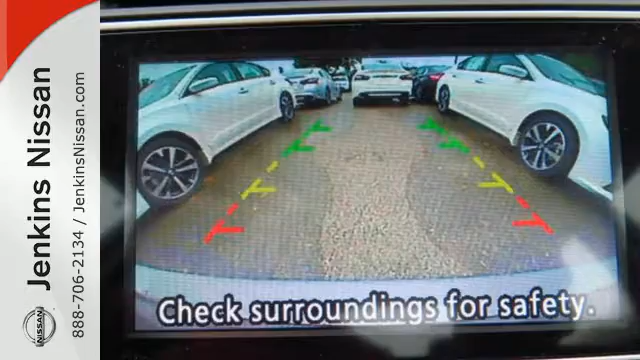 Jenkins Nissan
888-706-2134 / JenkinsNissan.com
NISSAN
Check surroundings for safety.